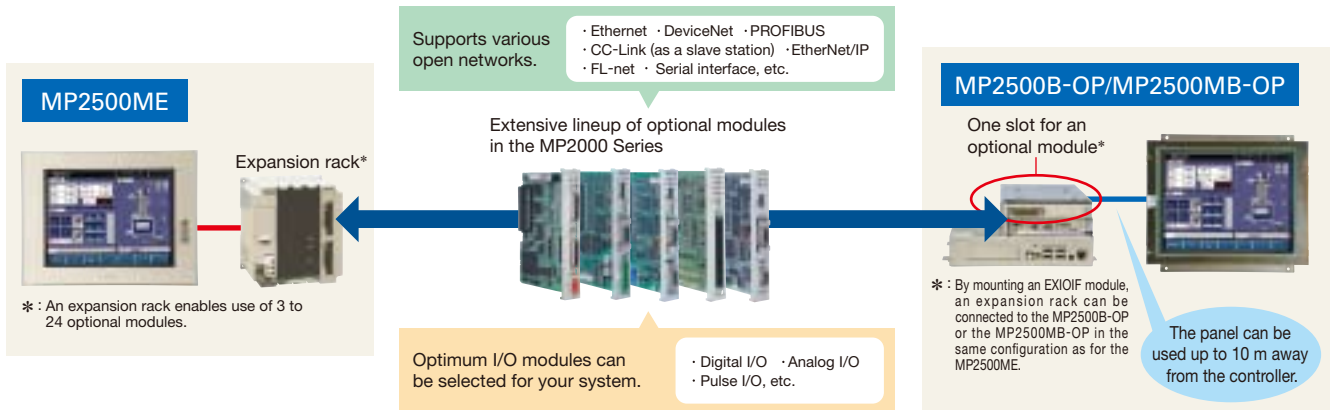 MP2500ME
Expansion rack*
* : An expansion rack enables use of 3 to
24 optional modules.
Supports various
open networks.
· Ethernet · DeviceNet · PROFIBUS
· CC-Link (as a slave station) · EtherNet/IP
· FL-net · Serial interface, etc.
Extensive lineup of optional modules
in the MP2000 Series
Optimum I/O modules can
be selected for your system.
· Digital I/O · Analog I/O
· Pulse I/O, etc.
MP2500B-OP/MP2500MB-OP
One slot for an
optional module*
* : By mounting an EXIOIF module,
an expansion rack can be
connected to the MP2500B-OP
or the MP2500MB-OP in the
same configuration as for the
MP2500ME.
The panel can be
used up to 10 m away
from the controller.